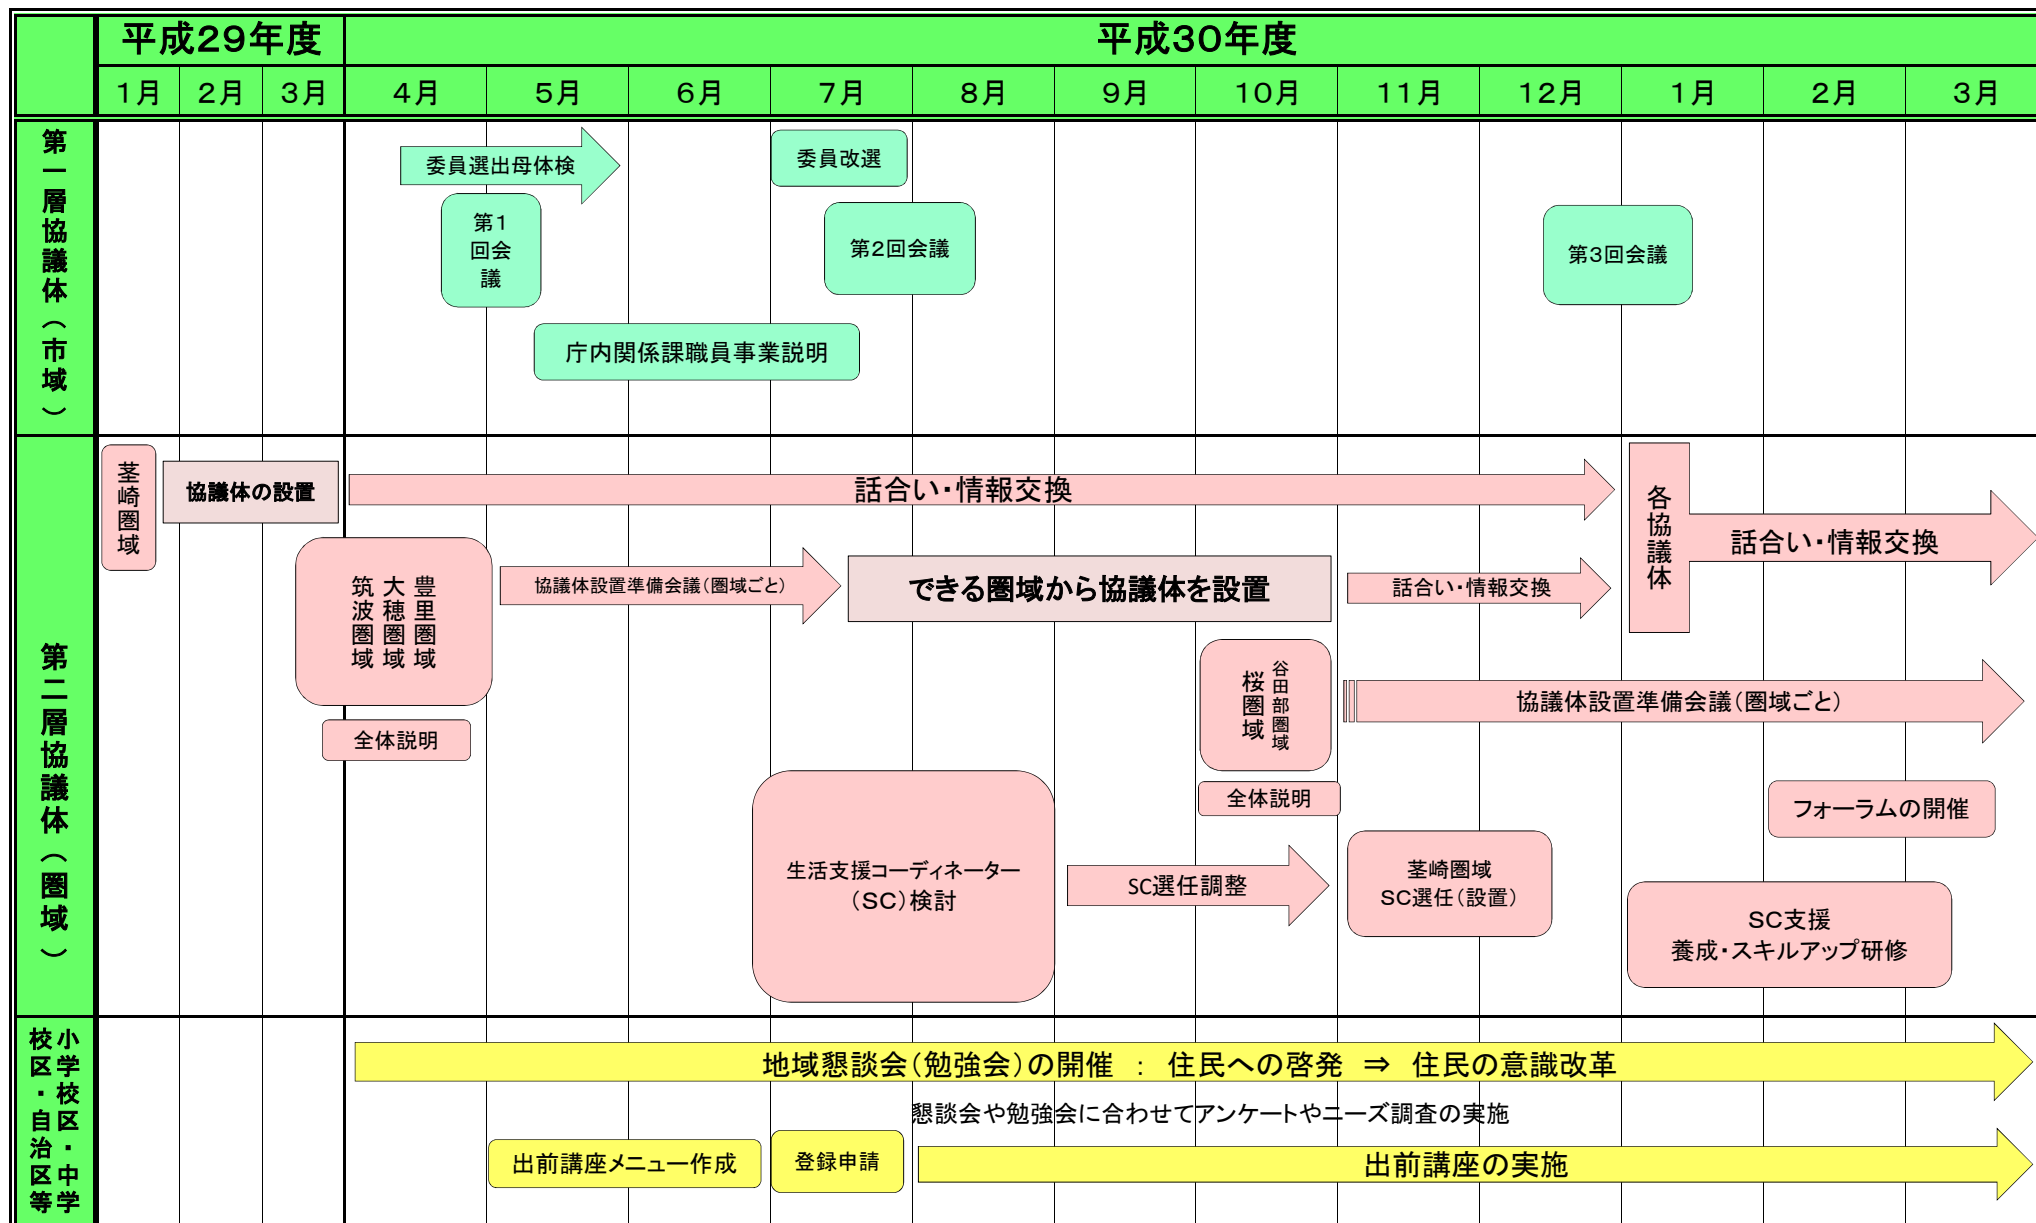 平成29年度
平成30年度
1月 2月 3月 4月 5月 6月 7月 8月 9月 10月 11月 12月 1月 2月 3月
第一層協議体（市域）
委員選出母体検
委員改選
第1
回会
議
第2回会議
第3回会議
庁内関係課職員事業説明
第二層協議体（圏域）
茎崎圏域
協議体の設置
話合い・情報交換
各協議体
話合い・情報交換
豊里圏域
大穂圏域
筑波圏域
協議体設置準備会議（圏域ごと）
できる圏域から協議体を設置
話合い・情報交換
全体説明
谷田部圏域
桜圏域
協議体設置準備会議（圏域ごと）
全体説明
フォーラムの開催
生活支援コーディネーター
（SC）検討
SC選任調整
茎崎圏域
SC選任（設置）
SC支援
養成・スキルアップ研修
小学校区・中学
校区・自治区等
地域懇談会（勉強会）の開催 ： 住民への啓発 ⇒ 住民の意識改革
懇談会や勉強会に合わせてアンケートやニーズ調査の実施
出前講座メニュー作成
登録申請
出前講座の実施